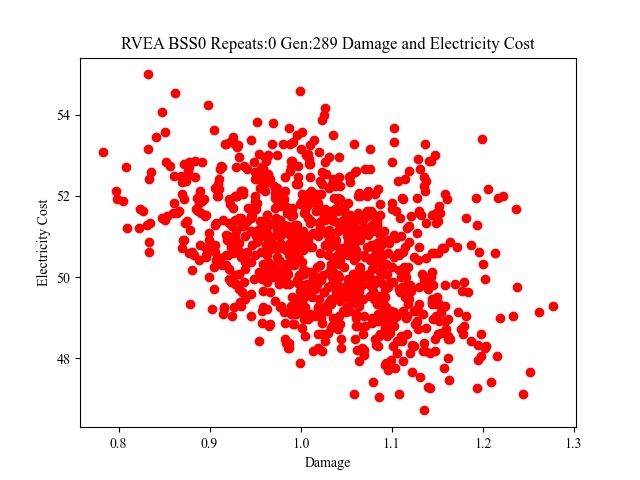 RVEA BSS0 Repeats:0 Gen:289 Damage and Electricity Cost
54
52
50
48
Electricity Cost
0.8 0.9 1.0 1.1 1.2 1.3
Damage